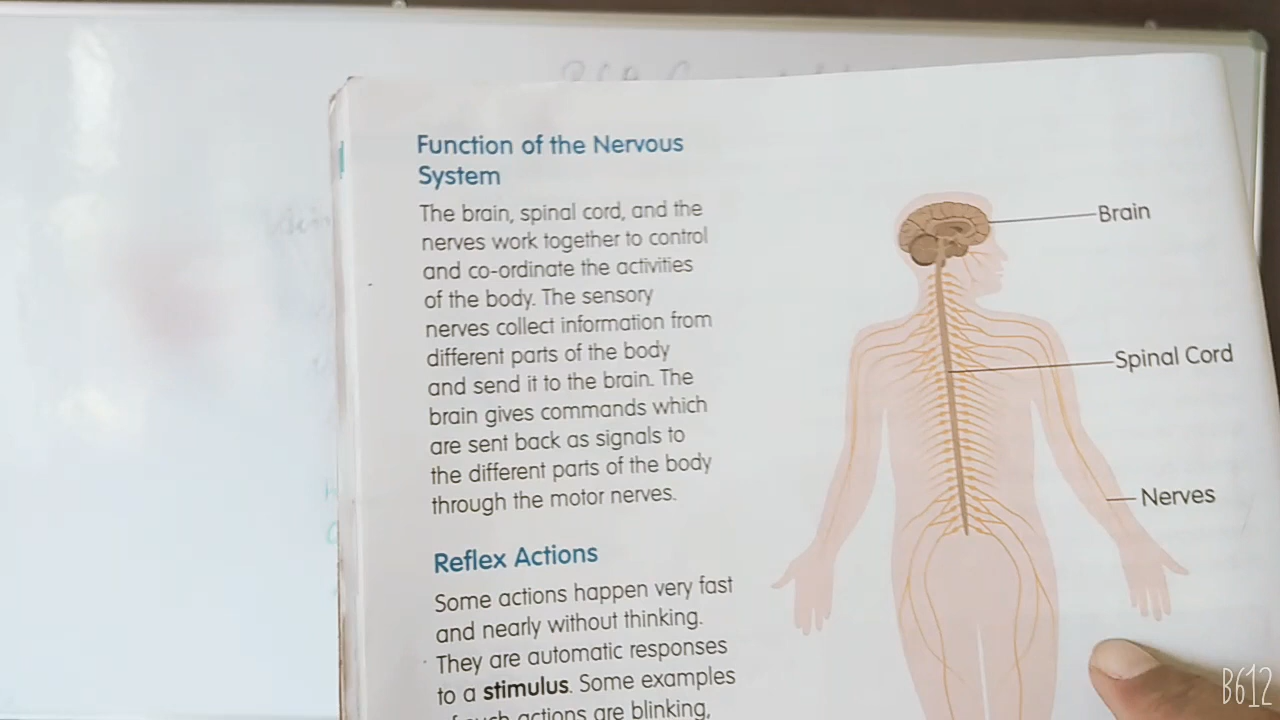 Function of the Nervous
System
The brain, spinal cord, and the
nerves work together to control
and co-ordinate the activities
of the body. The sensory
nerves collect information from
different parts of the body
and send it to the brain. The
brain gives commands which
are sent back as signals to
the different parts of the body
through the motor nerves.
Reflex Actions
Some actions happen very fast
and nearly without thinking.
They are automatic responses
to a stimulus. Some examples
actions are blinking,
Brain
Spinal Cord
Nerves
B612